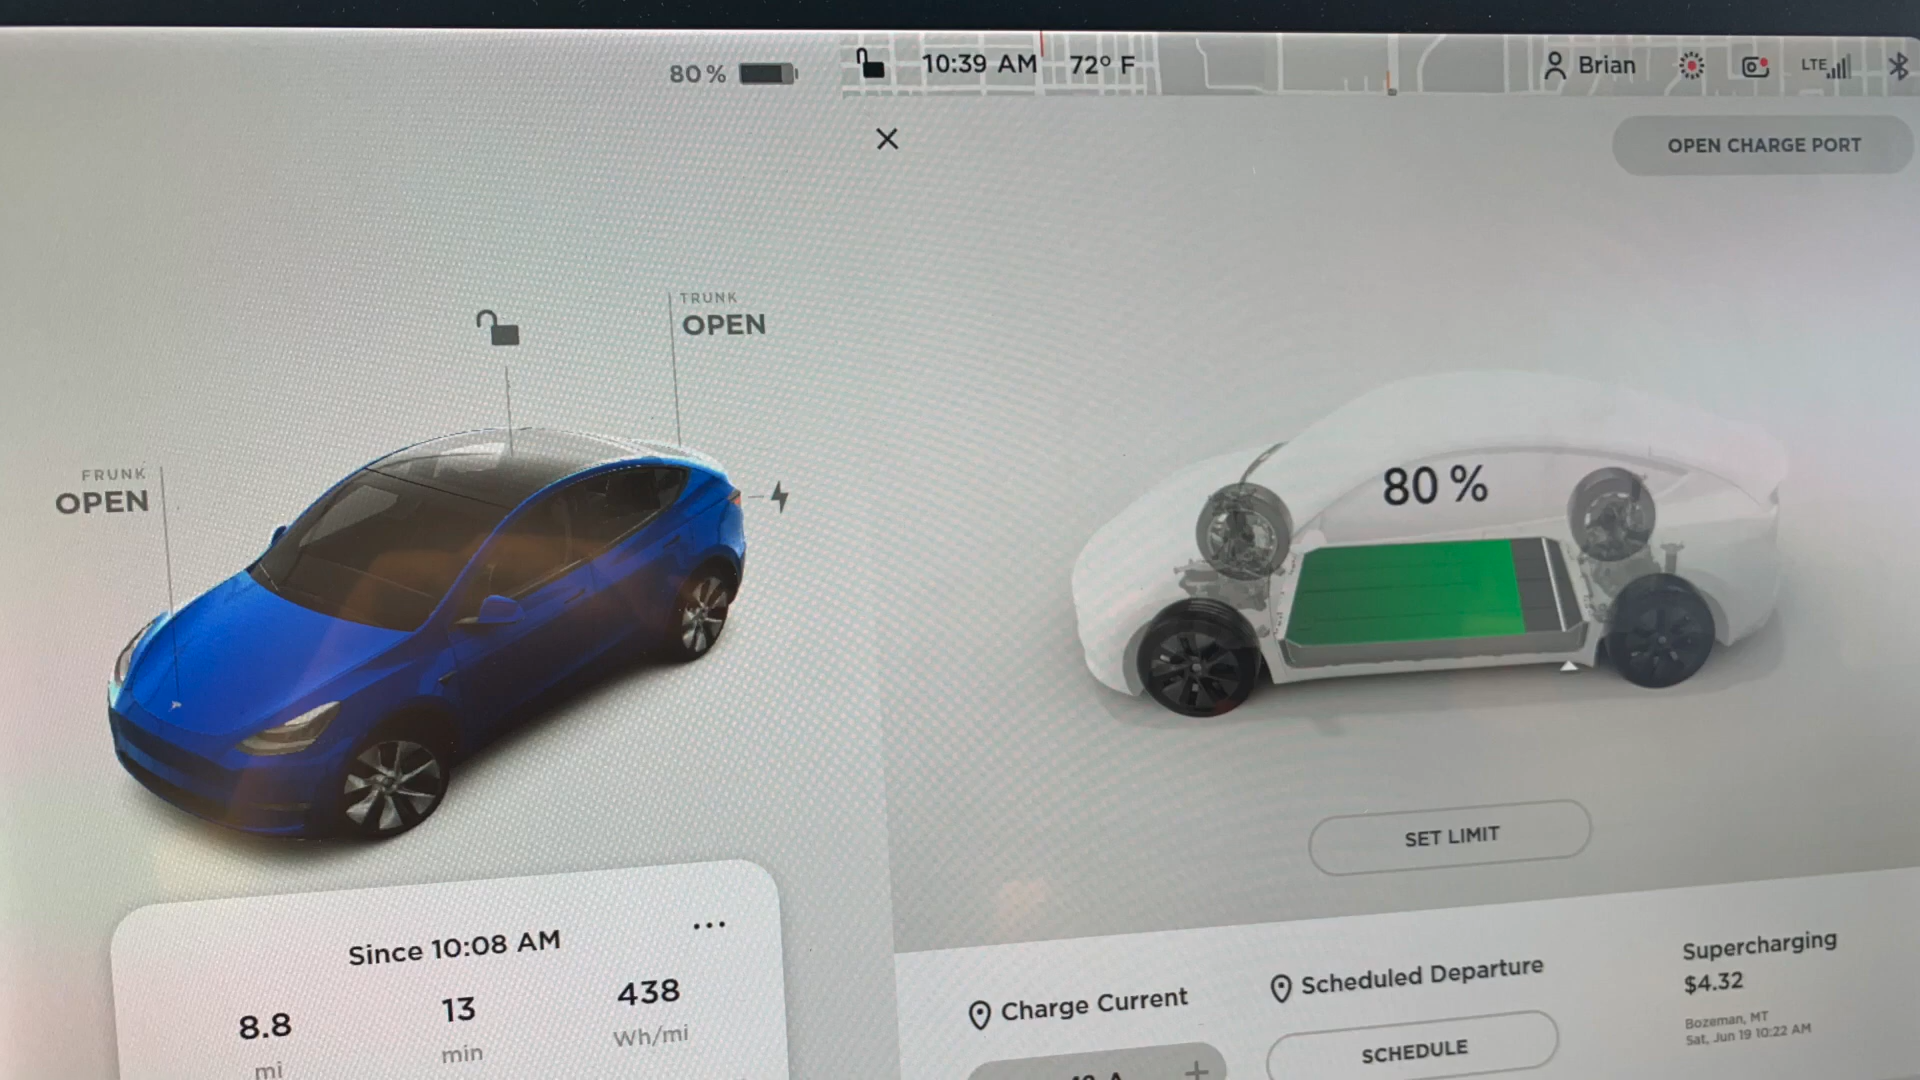 80 %
10:39 AM
72° F
Brian
LTE
OPEN CHARGE PORT
TRUNK
OPEN
FRUNK
OPEN
80 %
SET LIMIT
Since 10:08 AM
8.8
mi
13
min
438
Wh/mi
Charge Current
Scheduled Departure
SCHEDULE
Supercharging
$4.32
Bozeman, MT
Sat, Jun 19 10:22 AM